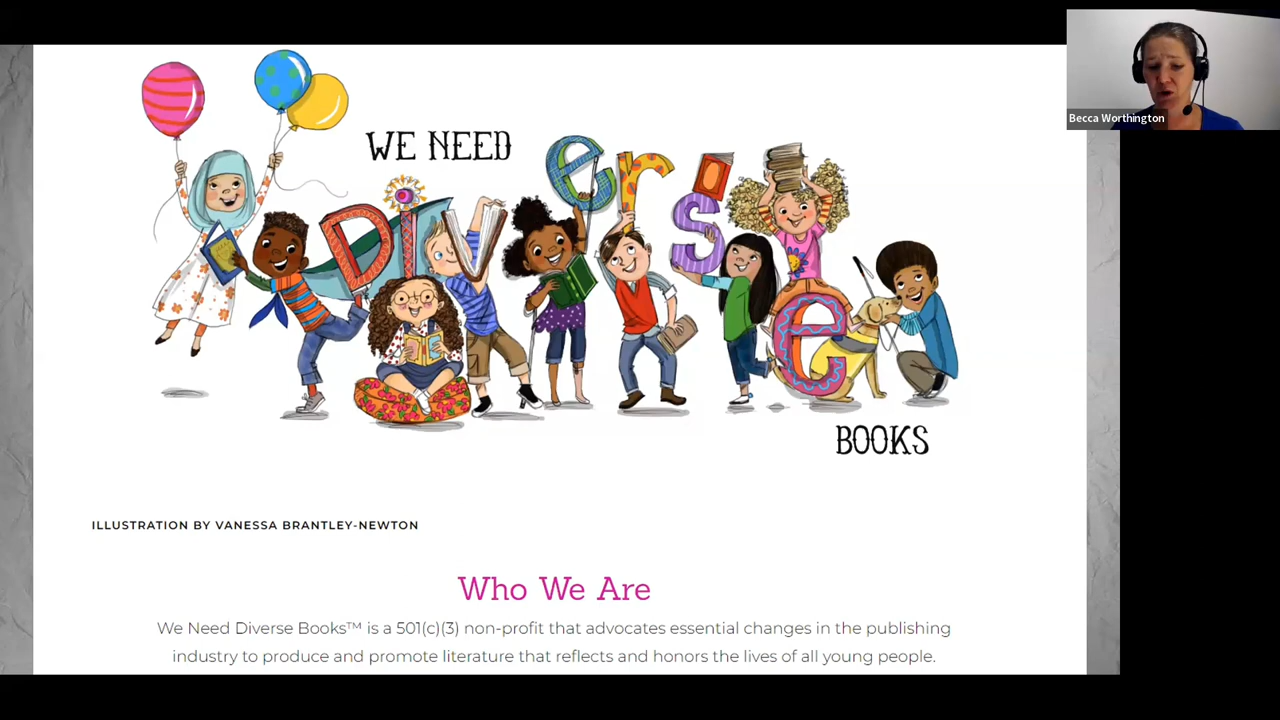 Becca Worthington
WE NEED
DIVerse
BOOKS
ILLUSTRATION BY VANESSA BRANTLEY-NEWTON
Who We Are
We Need Diverse Books™ is a 501(c)(3) non-profit that advocates essential changes in the publishing
industry to produce and promote literature that reflects and honors the lives of all young people.